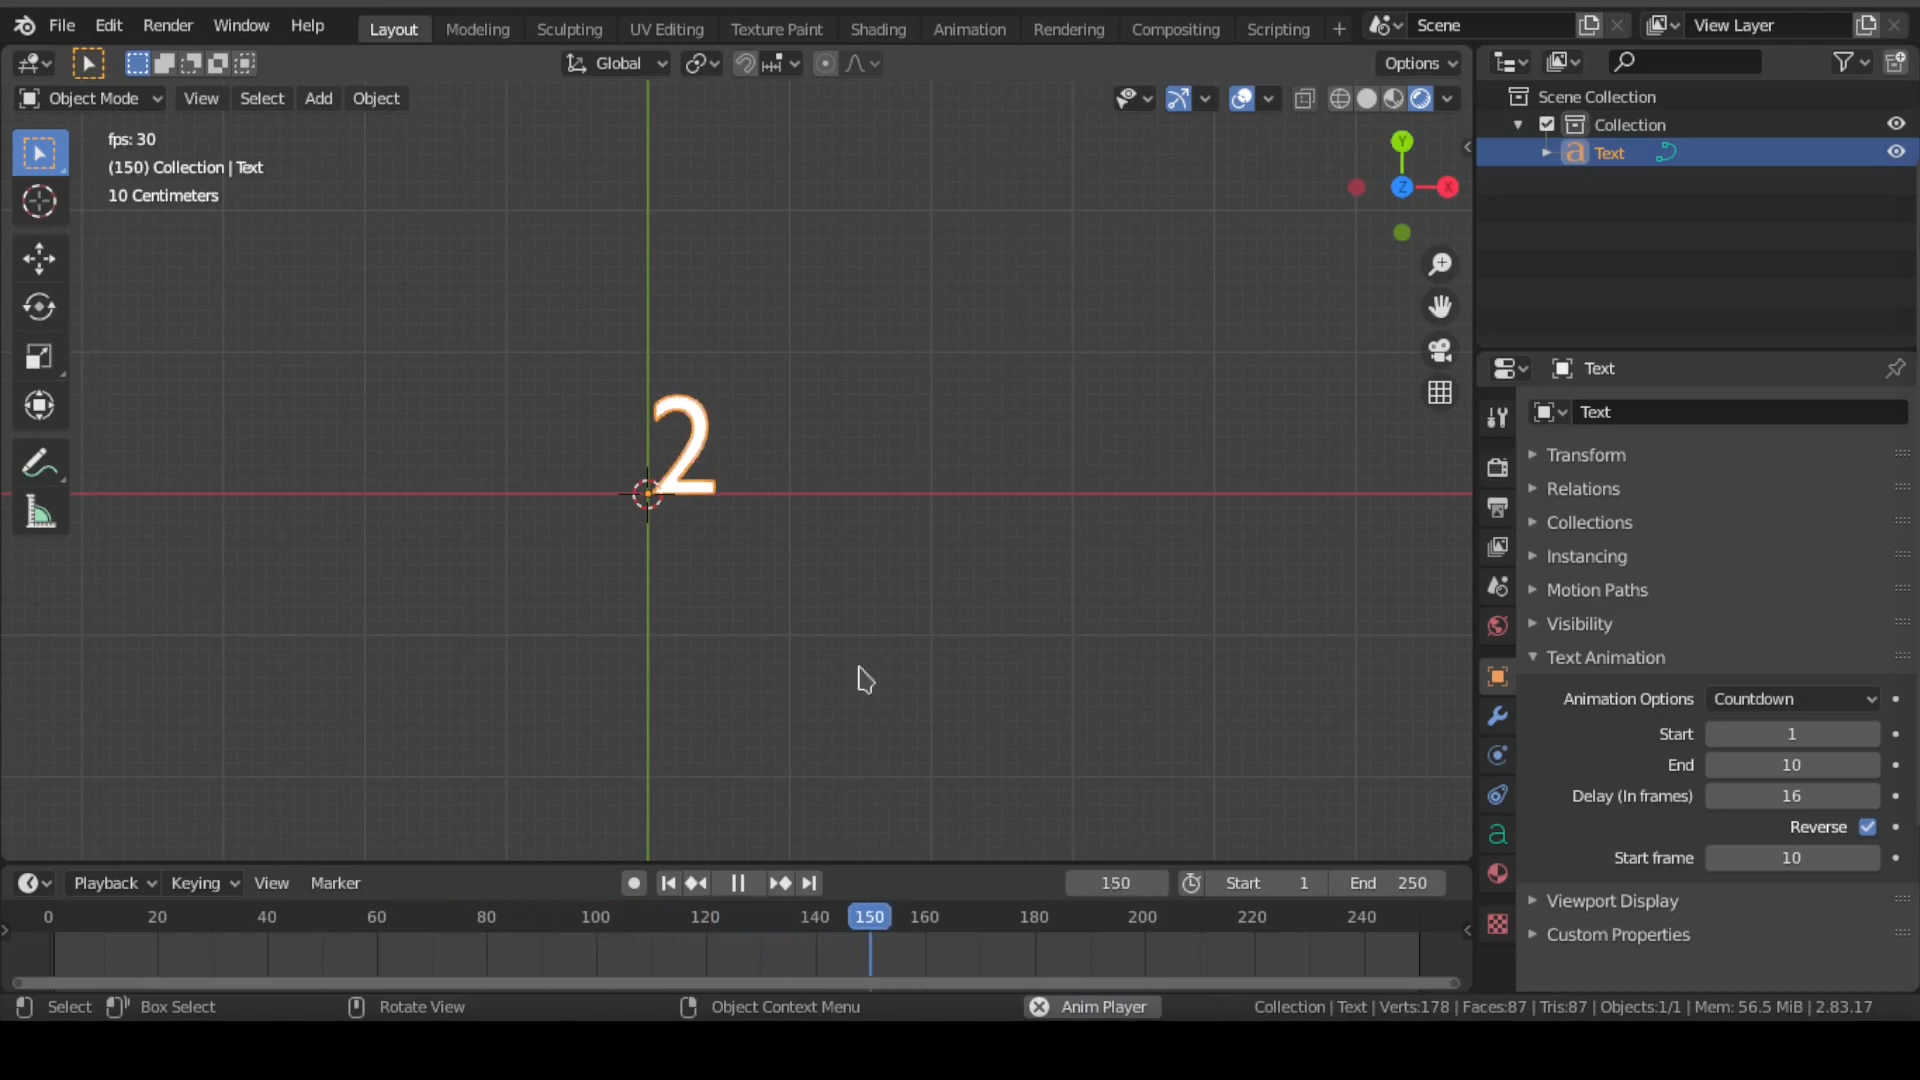 File Edit Render Window Help Layout Modeling Sculpting UV Editing Texture Paint Shading Animation Rendering Compositing Scripting + Scene View Layer
Global Options
Object Mode View Select Add Object
Scene Collection
Collection
Text
fps: 30
(150) Collection | Text
10 Centimeters
Y
Z X
2
Text
Text
Transform
Relations
Collections
Instancing
Motion Paths
Visibility
Text Animation
Animation Options Countdown
Start 1
End 10
Delay (In frames) 16
Reverse
Start frame 10
Viewport Display
Custom Properties
Playback Keying View Marker 150 Start 1 End 250
0 20 40 60 80 100 120 140 150 160 180 200 220 240
Select Box Select Rotate View Object Context Menu Anim Player Collection | Text | Verts:178 | Faces:87 | Tris:87 | Objects:1/1 | Mem: 56.5 MiB | 2.83.17